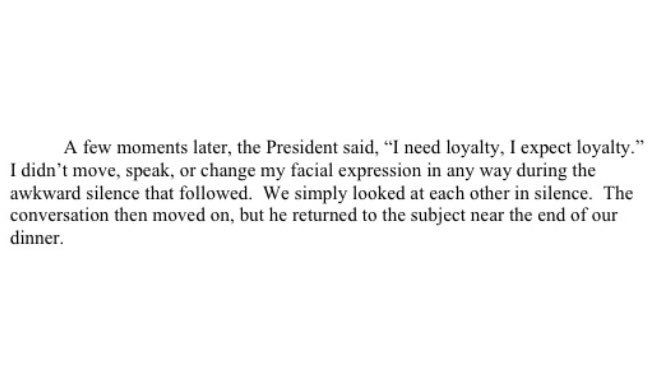 A few moments later, the President said, “I need loyalty, I expect loyalty.”
I didn’t move, speak, or change my facial expression in any way during the
awkward silence that followed.  We simply looked at each other in silence.  The
conversation then moved on, but he returned to the subject near the end of our
dinner.